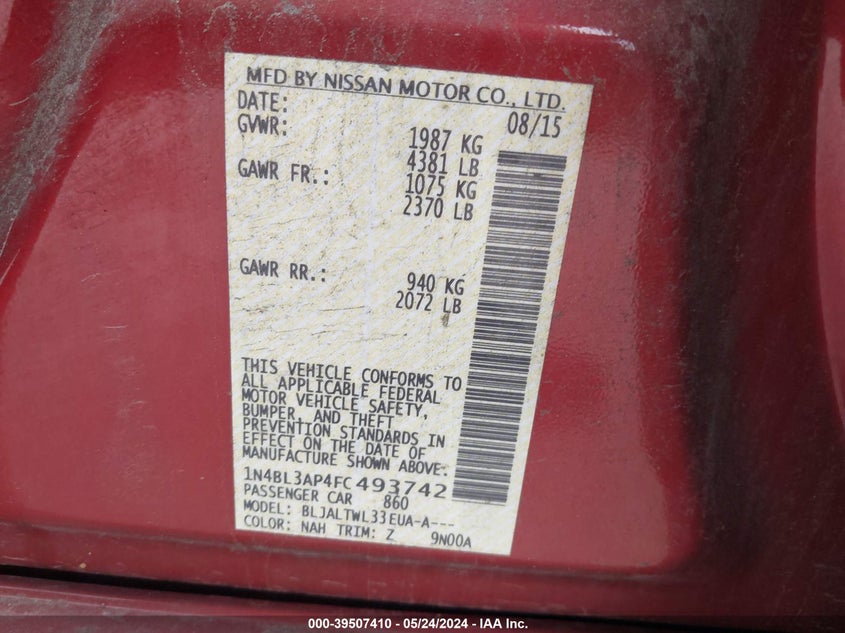 MFD BY NISSAN MOTOR CO., LTD.
DATE: 08/15
GVWR: 1987 KG
4381 LB
GAWR FR.: 1075 KG
2370 LB
GAWR RR.: 940 KG
2072 LB
THIS VEHICLE CONFORMS TO
ALL APPLICABLE FEDERAL
MOTOR VEHICLE SAFETY,
BUMPER, AND THEFT
PREVENTION STANDARDS IN
EFFECT ON THE DATE OF
MANUFACTURE SHOWN ABOVE:
1N4BL3AP4FC493742
PASSENGER CAR 860
MODEL: BLJALTWL33EUA-A---
COLOR: NAH TRIM: Z 9N00A
000-39507410 - 05/24/2024 - IAA Inc.